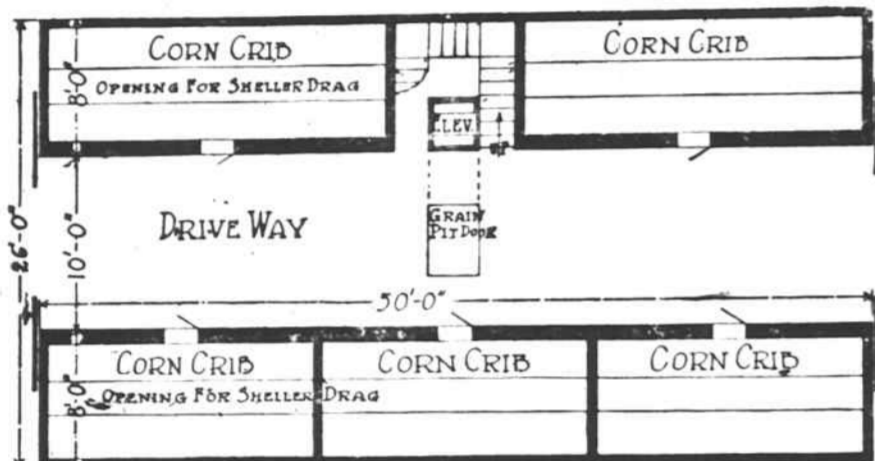 CORN CRIB
CORN CRIB
OPENING FOR SHELLER DRAG
8'-0"
ELEV.
UP
26'-0"
10'-0"
DRIVE WAY
GRAIN
PIT DOOR
50'-0"
CORN CRIB
CORN CRIB
CORN CRIB
8'-0"
OPENING FOR SHELLER DRAG